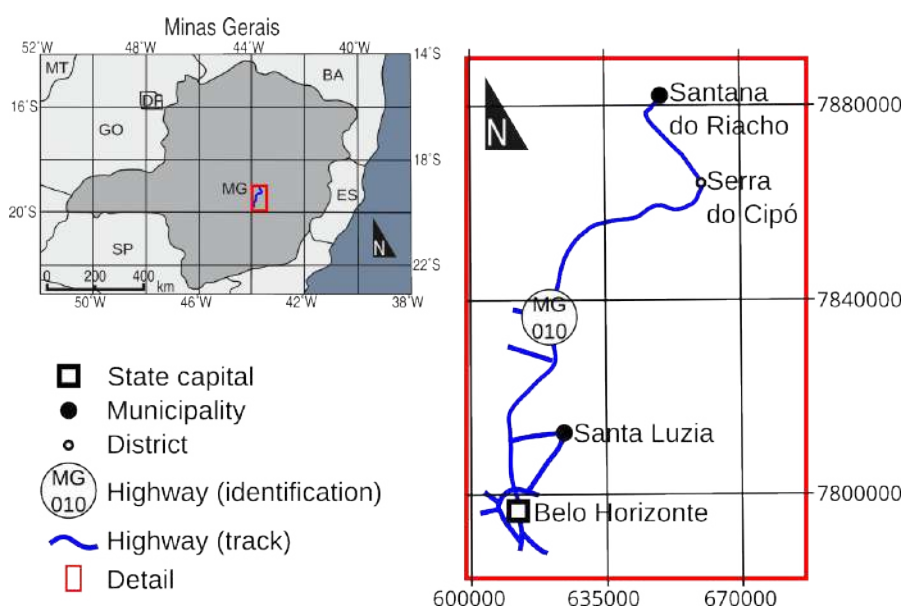 Minas Gerais
52°W
48°W
44°W
40°W
14°S
MT
BA
DF
16°S
GO
18°S
MG
ES
20°S
N
SP
22°S
0 200 400
km
50°W
46°W
42°W
38°W
State capital
Municipality
District
MG
010
Highway (identification)
Highway (track)
Detail
N
Santana
do Riacho
7880000
Serra
do Cipó
7840000
MG
010
Santa Luzia
7800000
Belo Horizonte
600000
635000
670000